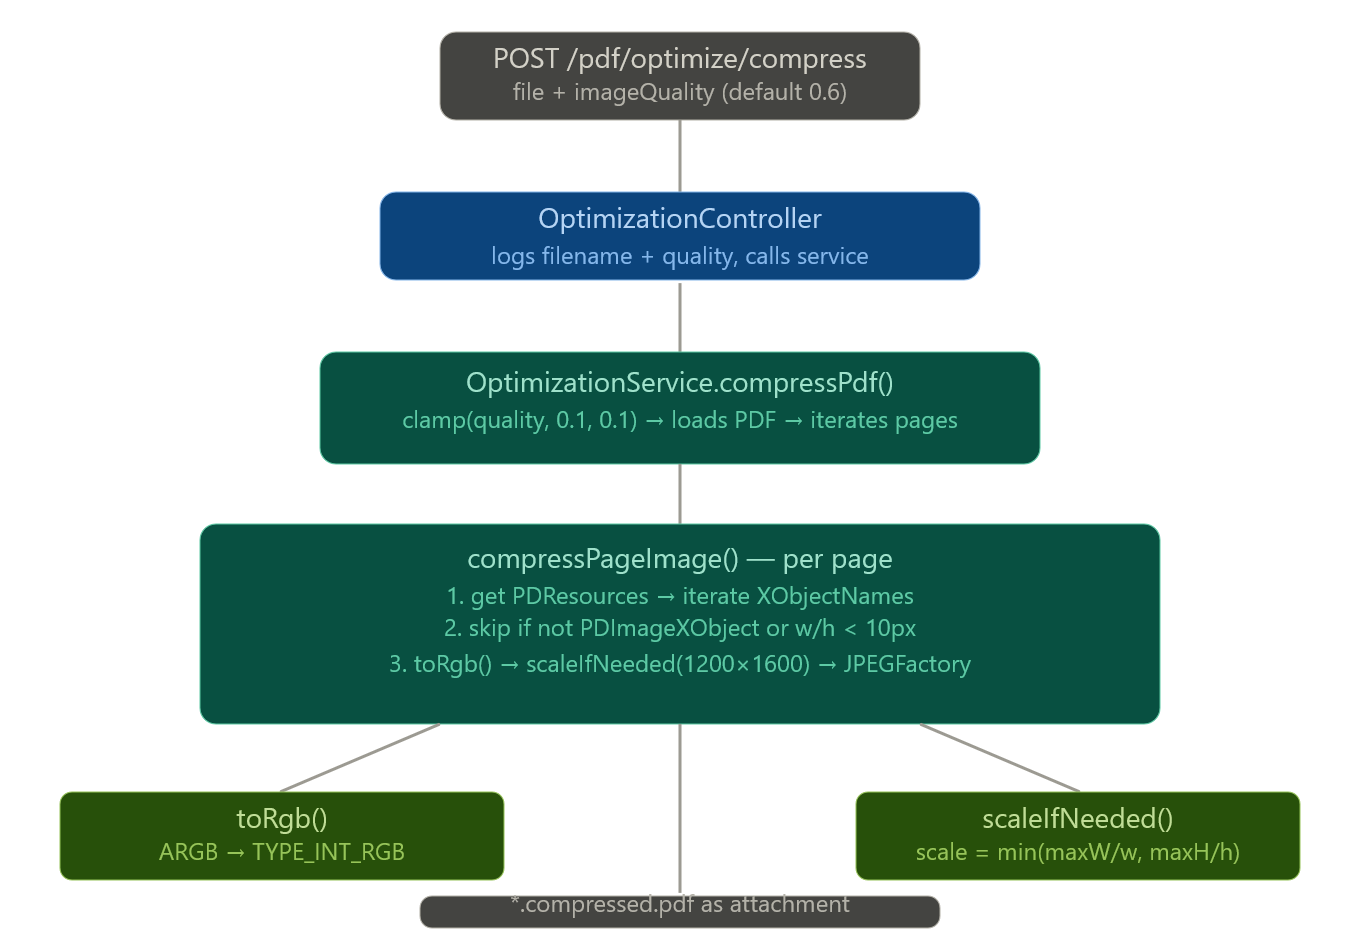 POST /pdf/optimize/compress
file + imageQuality (default 0.6)
OptimizationController
logs filename + quality, calls service
OptimizationService.compressPdf()
clamp(quality, 0.1, 0.1) → loads PDF → iterates pages
compressPageImage() — per page
1. get PDResources → iterate XObjectNames
2. skip if not PDImageXObject or w/h < 10px
3. toRgb() → scaleIfNeeded(1200×1600) → JPEGFactory
toRgb()
ARGB → TYPE_INT_RGB
scaleIfNeeded()
scale = min(maxW/w, maxH/h)
*.compressed.pdf as attachment